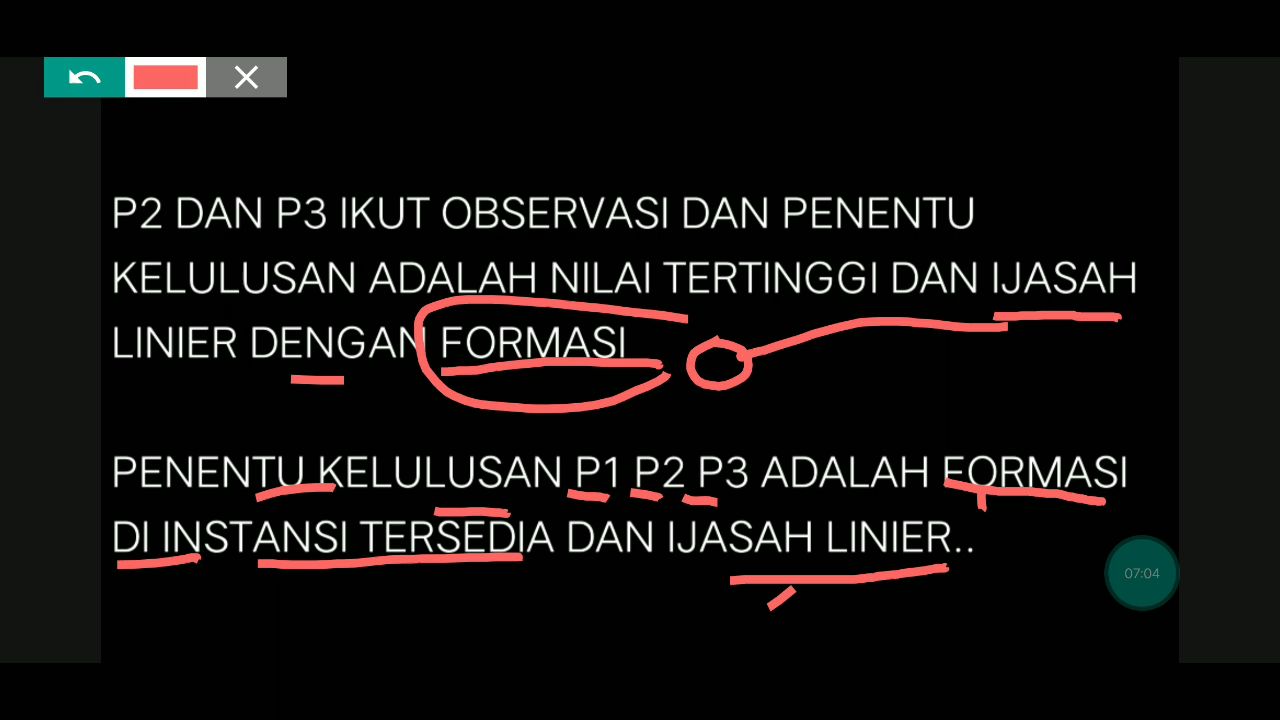 P2 DAN P3 IKUT OBSERVASI DAN PENENTU
KELULUSAN ADALAH NILAI TERTINGGI DAN IJASAH
LINIER DENGAN FORMASI
PENENTU KELULUSAN P1 P2 P3 ADALAH FORMASI
DI INSTANSI TERSEDIA DAN IJASAH LINIER..
07:04